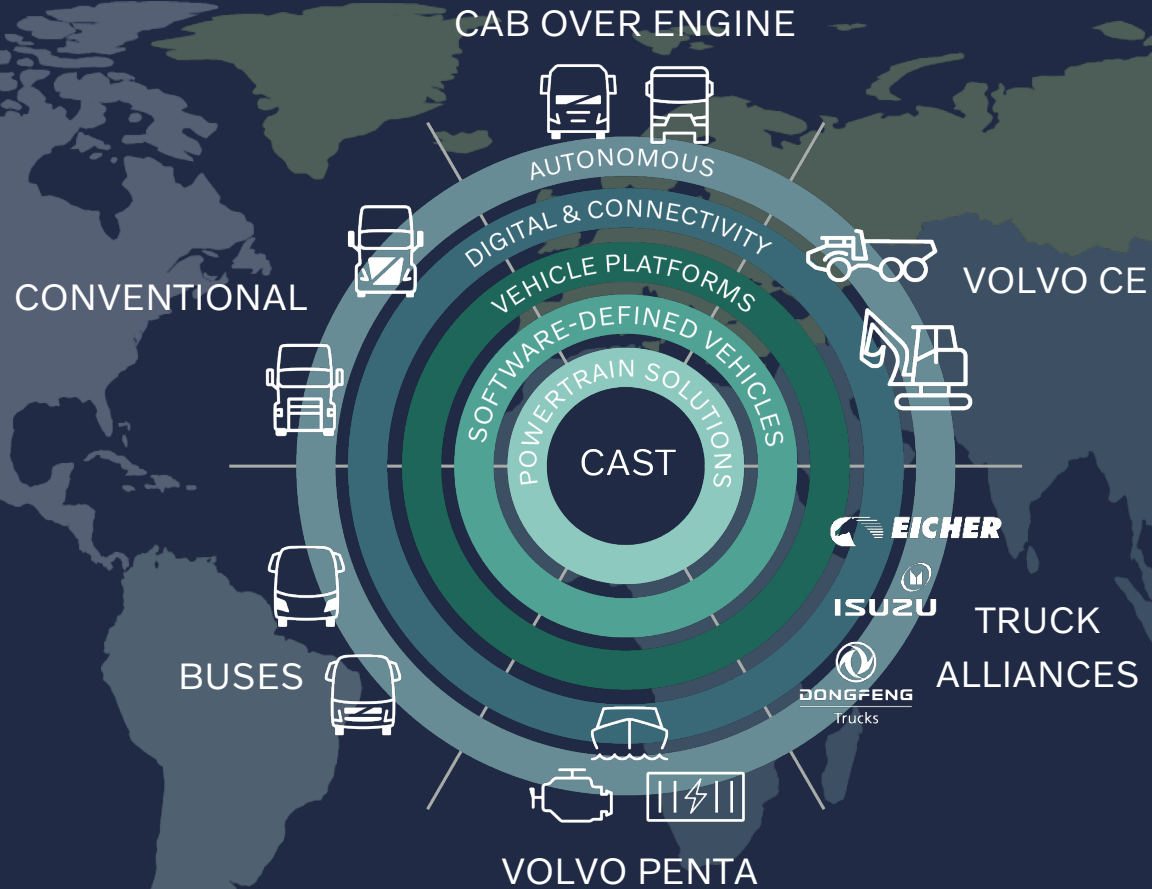 CAB OVER ENGINE
AUTONOMOUS
DIGITAL & CONNECTIVITY
VEHICLE PLATFORMS
SOFTWARE-DEFINED VEHICLES
POWERTRAIN SOLUTIONS
CAST
CONVENTIONAL
VOLVO CE
EICHER
ISUZU
TRUCK
ALLIANCES
DONGFENG
Trucks
BUSES
VOLVO PENTA